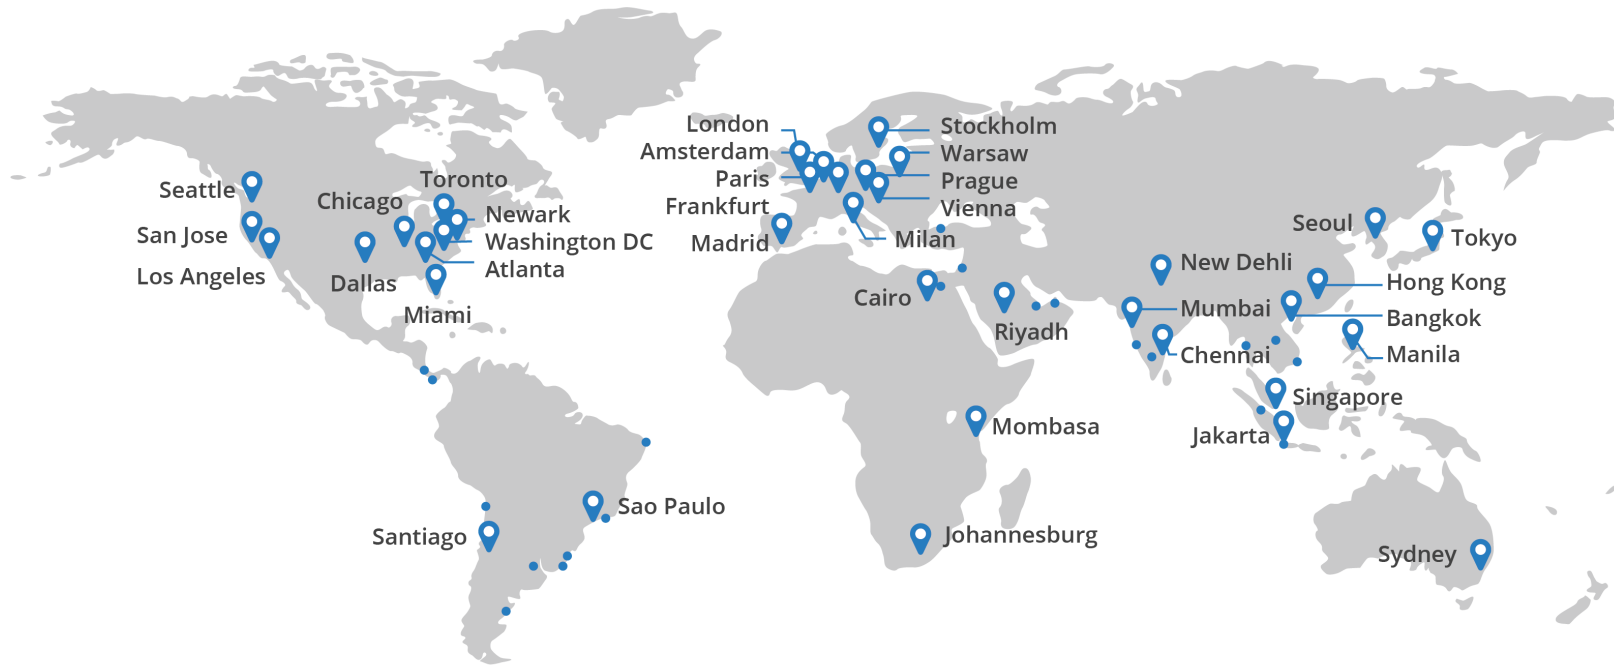 Seattle
San Jose
Los Angeles
Chicago
Toronto
Newark
Washington DC
Atlanta
Dallas
Miami
London
Amsterdam
Paris
Frankfurt
Madrid
Stockholm
Warsaw
Prague
Vienna
Milan
Cairo
Riyadh
New Dehli
Mumbai
Chennai
Seoul
Tokyo
Hong Kong
Bangkok
Manila
Singapore
Jakarta
Mombasa
Sao Paulo
Santiago
Johannesburg
Sydney